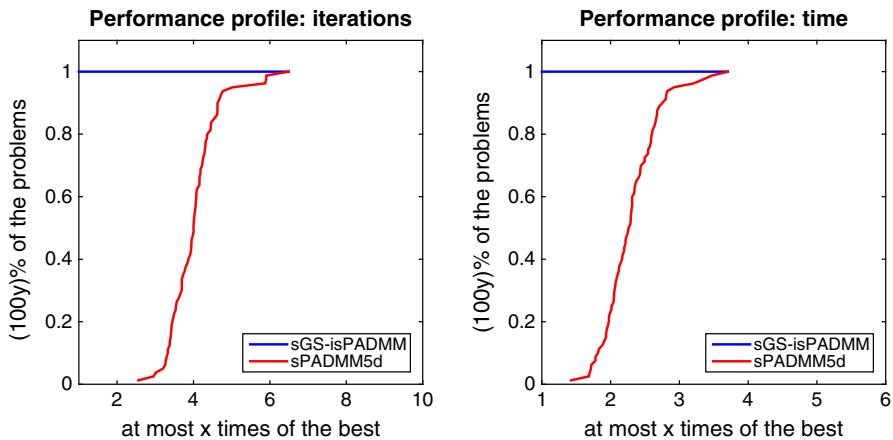 Performance profile: iterations
(100y)% of the problems
1
0.8
0.6
0.4
0.2
0
2 4 6 8 10
sGS-isPADMM
sPADMM5d
at most x times of the best
Performance profile: time
(100y)% of the problems
1
0.8
0.6
0.4
0.2
0
1 2 3 4 5 6
sGS-isPADMM
sPADMM5d
at most x times of the best